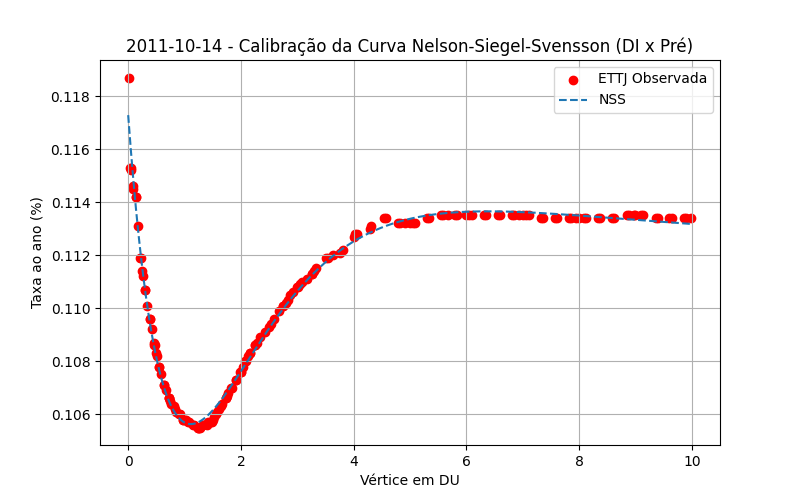 2011-10-14 - Calibração da Curva Nelson-Siegel-Svensson (DI x Pré)
ETTJ Observada
NSS
Taxa ao ano (%)
0.118
0.116
0.114
0.112
0.110
0.108
0.106
0 2 4 6 8 10
Vértice em DU